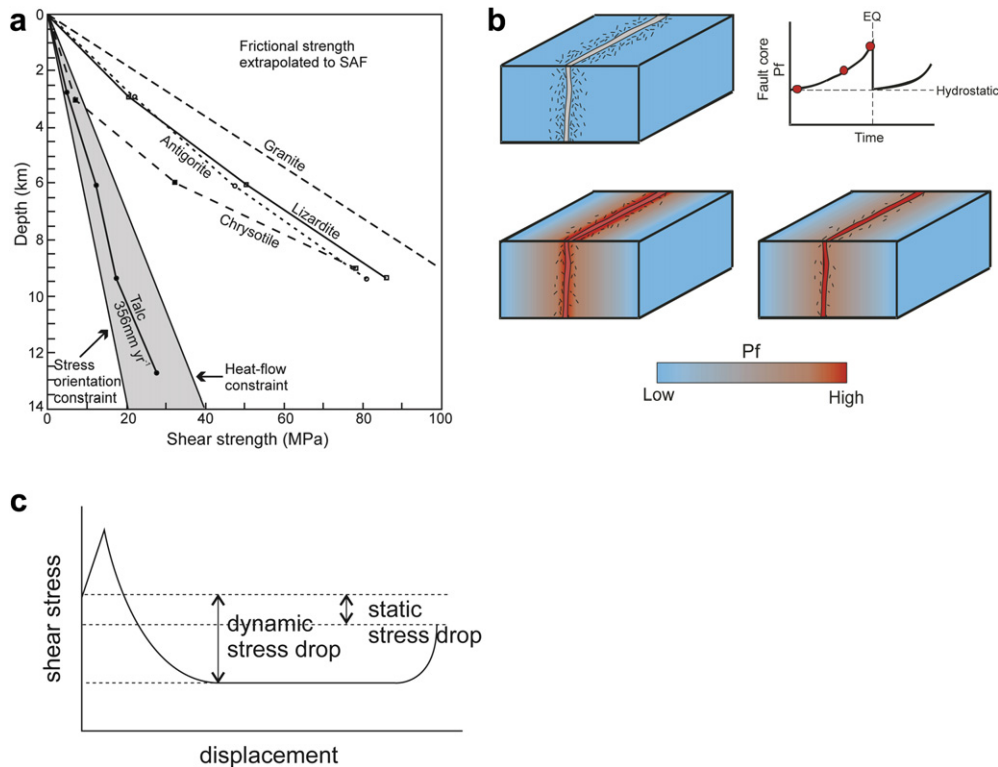 a
Frictional strength
extrapolated to SAF
Depth (km)
0
2
4
6
8
10
12
14
Granite
Antigorite
Lizardite
Chrysotile
Talc
356mm yr⁻¹
Stress
orientation
constraint
Heat-flow
constraint
0
20
40
60
80
100
Shear strength (MPa)
b
EQ
Fault core
Pf
Hydrostatic
Time
Pf
Low
High
c
shear stress
dynamic
stress drop
static
stress drop
displacement